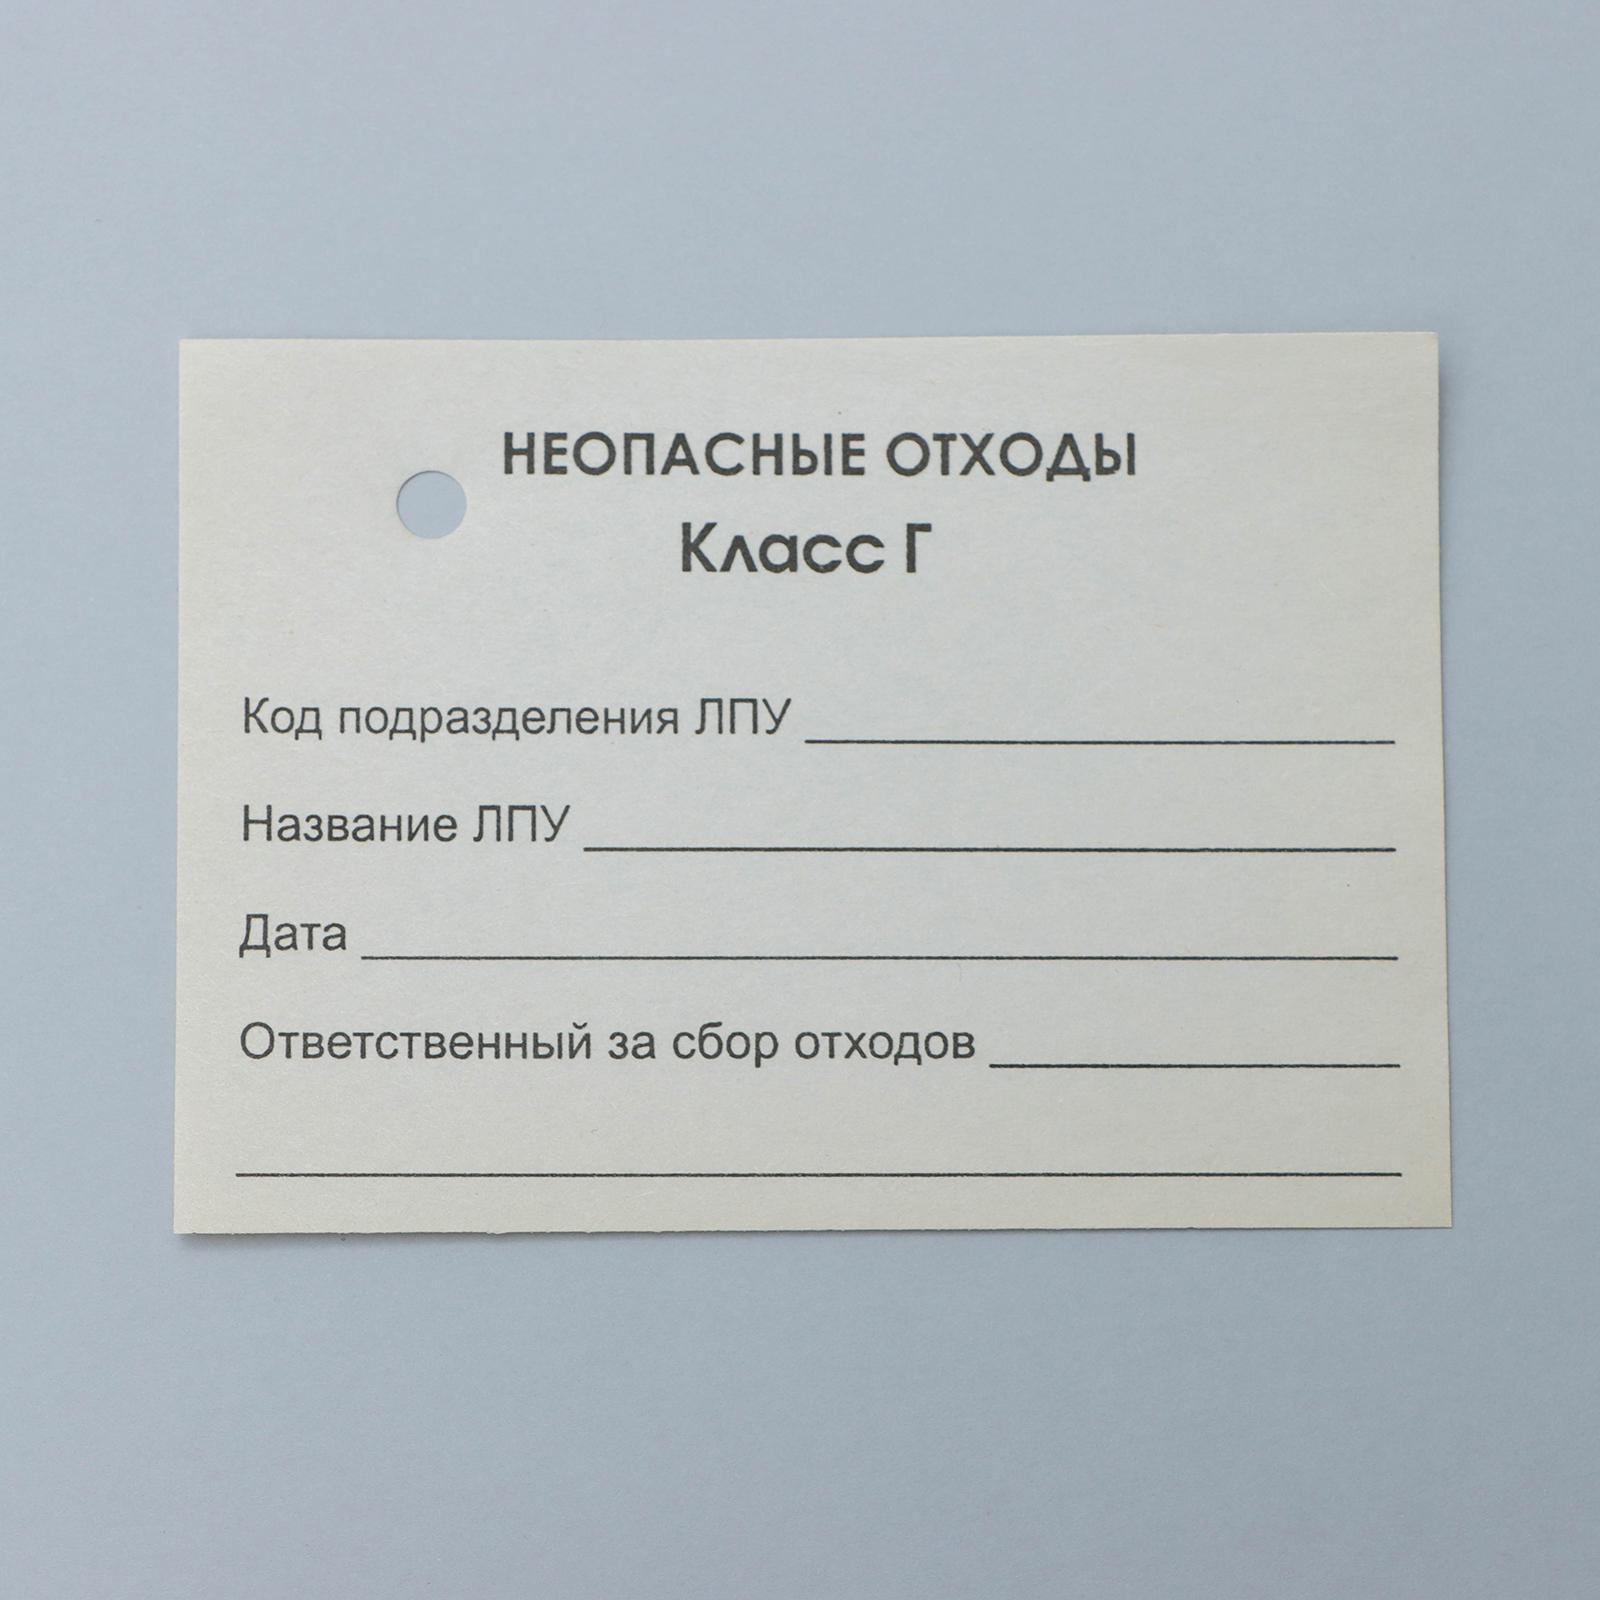 НЕОПАСНЫЕ ОТХОДЫ
Класс Г
Код подразделения ЛПУ
Название ЛПУ
Дата
Ответственный за сбор отходов